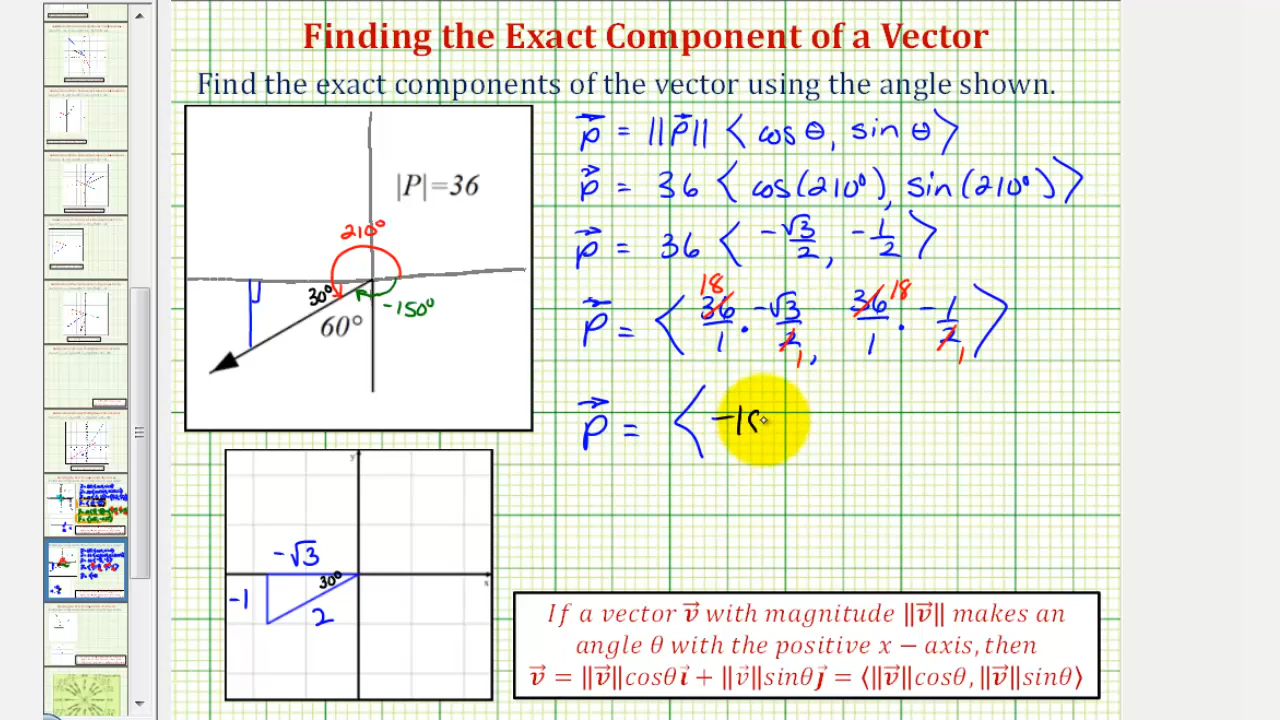 Finding the Exact Component of a Vector
Find the exact components of the vector using the angle shown.
|P|=36
210°
30°
-150°
60°
p⃗ = ||p⃗|| ⟨ cos θ, sin θ ⟩
p⃗ = 36 ⟨ cos(210°), sin(210°) ⟩
p⃗ = 36 ⟨ -√3/2, -1/2 ⟩
18 18
p⃗ = ⟨ 36/1 · -√3/2, 36/1 · -1/2 ⟩
1 1
p⃗ = ⟨ -18
y
-√3
30°
x
-1
2
If a vector v⃗ with magnitude ‖v⃗‖ makes an
angle θ with the positive x − axis, then
v⃗ = ‖v⃗‖cosθi⃗ + ‖v⃗‖sinθj⃗ = ⟨‖v⃗‖cosθ, ‖v⃗‖sinθ⟩